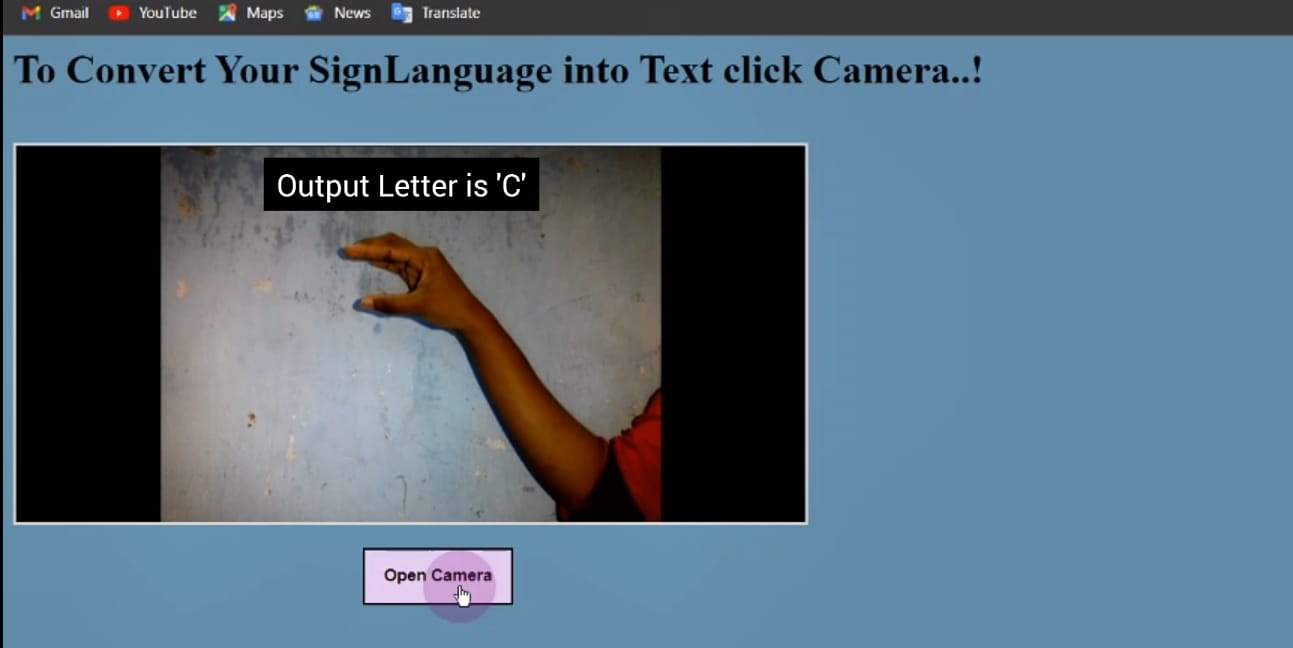 Gmail YouTube Maps News Translate
To Convert Your SignLanguage into Text click Camera..!
Output Letter is 'C'
Open Camera